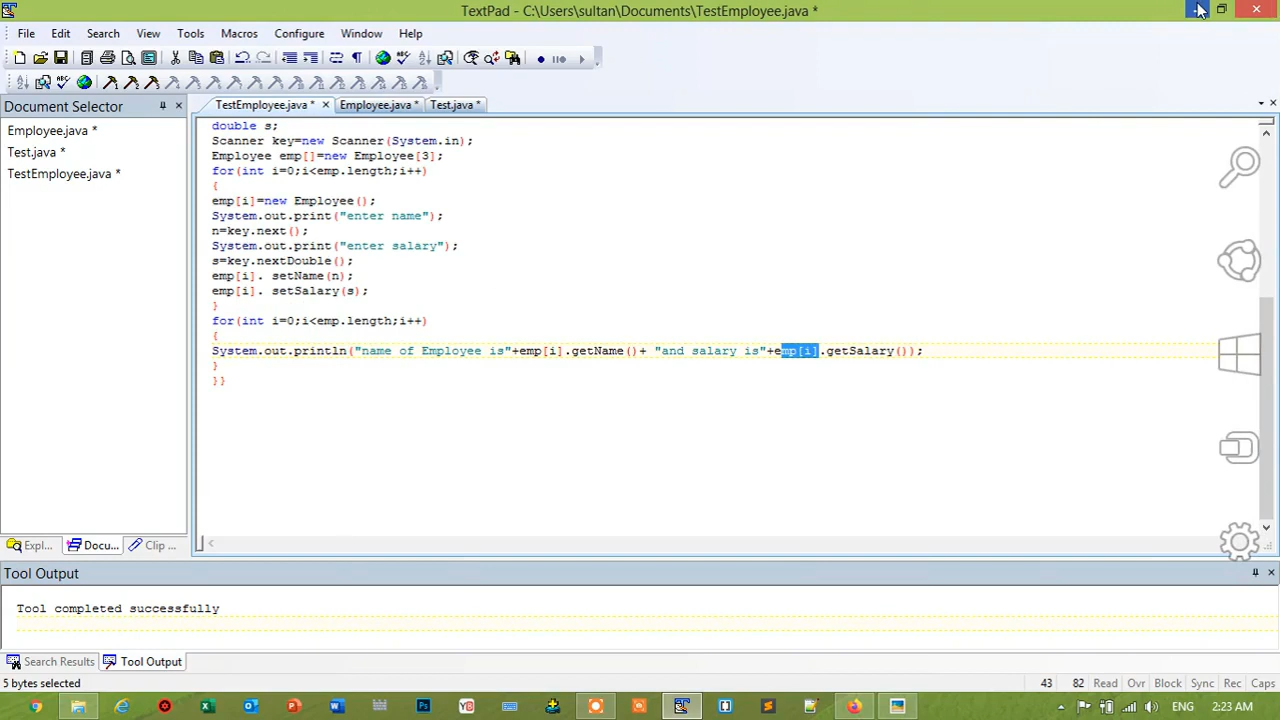 TextPad - C:\Users\sultan\Documents\TestEmployee.java *
File Edit Search View Tools Macros Configure Window Help
Document Selector
TestEmployee.java * Employee.java * Test.java *
Employee.java *
Test.java *
TestEmployee.java *
double s;
Scanner key=new Scanner(System.in);
Employee emp[]=new Employee[3];
for(int i=0;i<emp.length;i++)
{
emp[i]=new Employee();
System.out.print("enter name");
n=key.next();
System.out.print("enter salary");
s=key.nextDouble();
emp[i]. setName(n);
emp[i]. setSalary(s);
}
for(int i=0;i<emp.length;i++)
{
System.out.println("name of Employee is"+emp[i].getName()+ "and salary is"+emp[i].getSalary());
}
}}
Expl... Docu... Clip ...
Tool Output
Tool completed successfully
Search Results Tool Output
5 bytes selected 43 82 Read Ovr Block Sync Rec Caps
ENG 2:23 AM